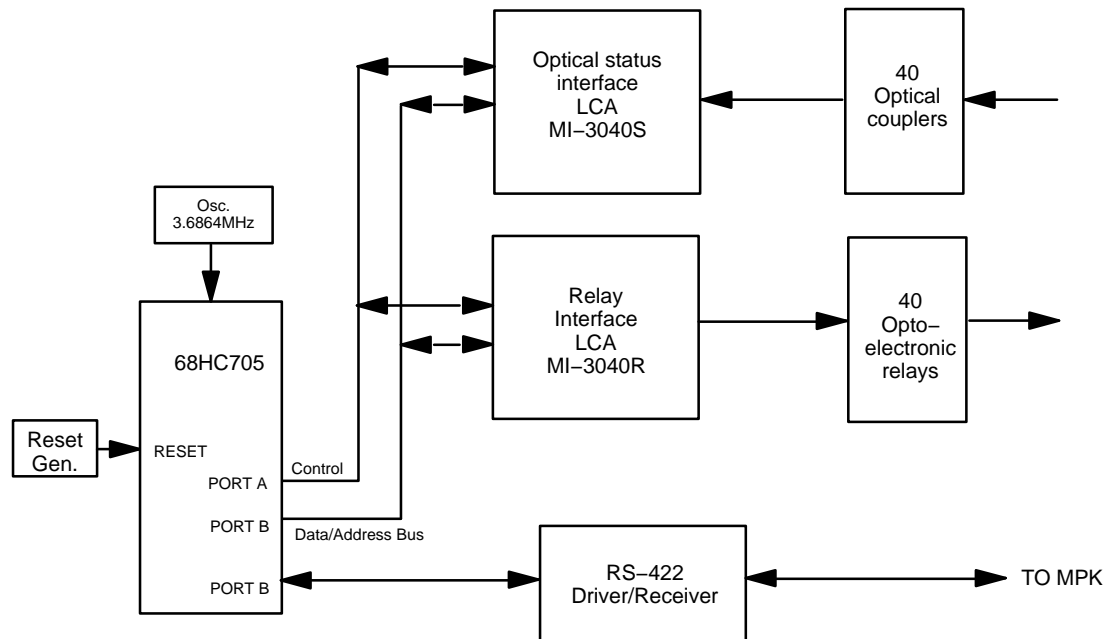 Optical status
interface
LCA
MI−3040S
40
Optical
couplers
Osc.
3.6864MHz
Relay
Interface
LCA
MI−3040R
40
Opto−
electronic
relays
68HC705
Reset
Gen.
RESET
Control
PORT A
PORT B
Data/Address Bus
PORT B
RS−422
Driver/Receiver
TO MPK